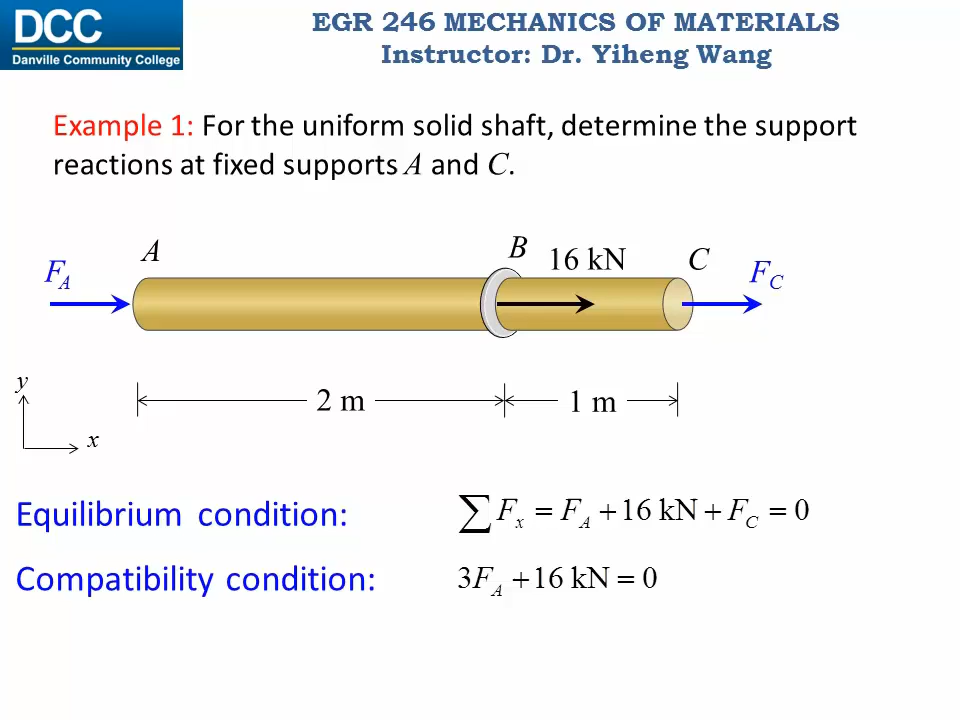 DCC
Danville Community College
EGR 246 MECHANICS OF MATERIALS
Instructor: Dr. Yiheng Wang
Example 1: For the uniform solid shaft, determine the support
reactions at fixed supports A and C.
A
B
16 kN
C
F_A
F_C
2 m
1 m
y
x
Equilibrium condition: ∑ F_x = F_A + 16 kN + F_C = 0
Compatibility condition: 3F_A + 16 kN = 0